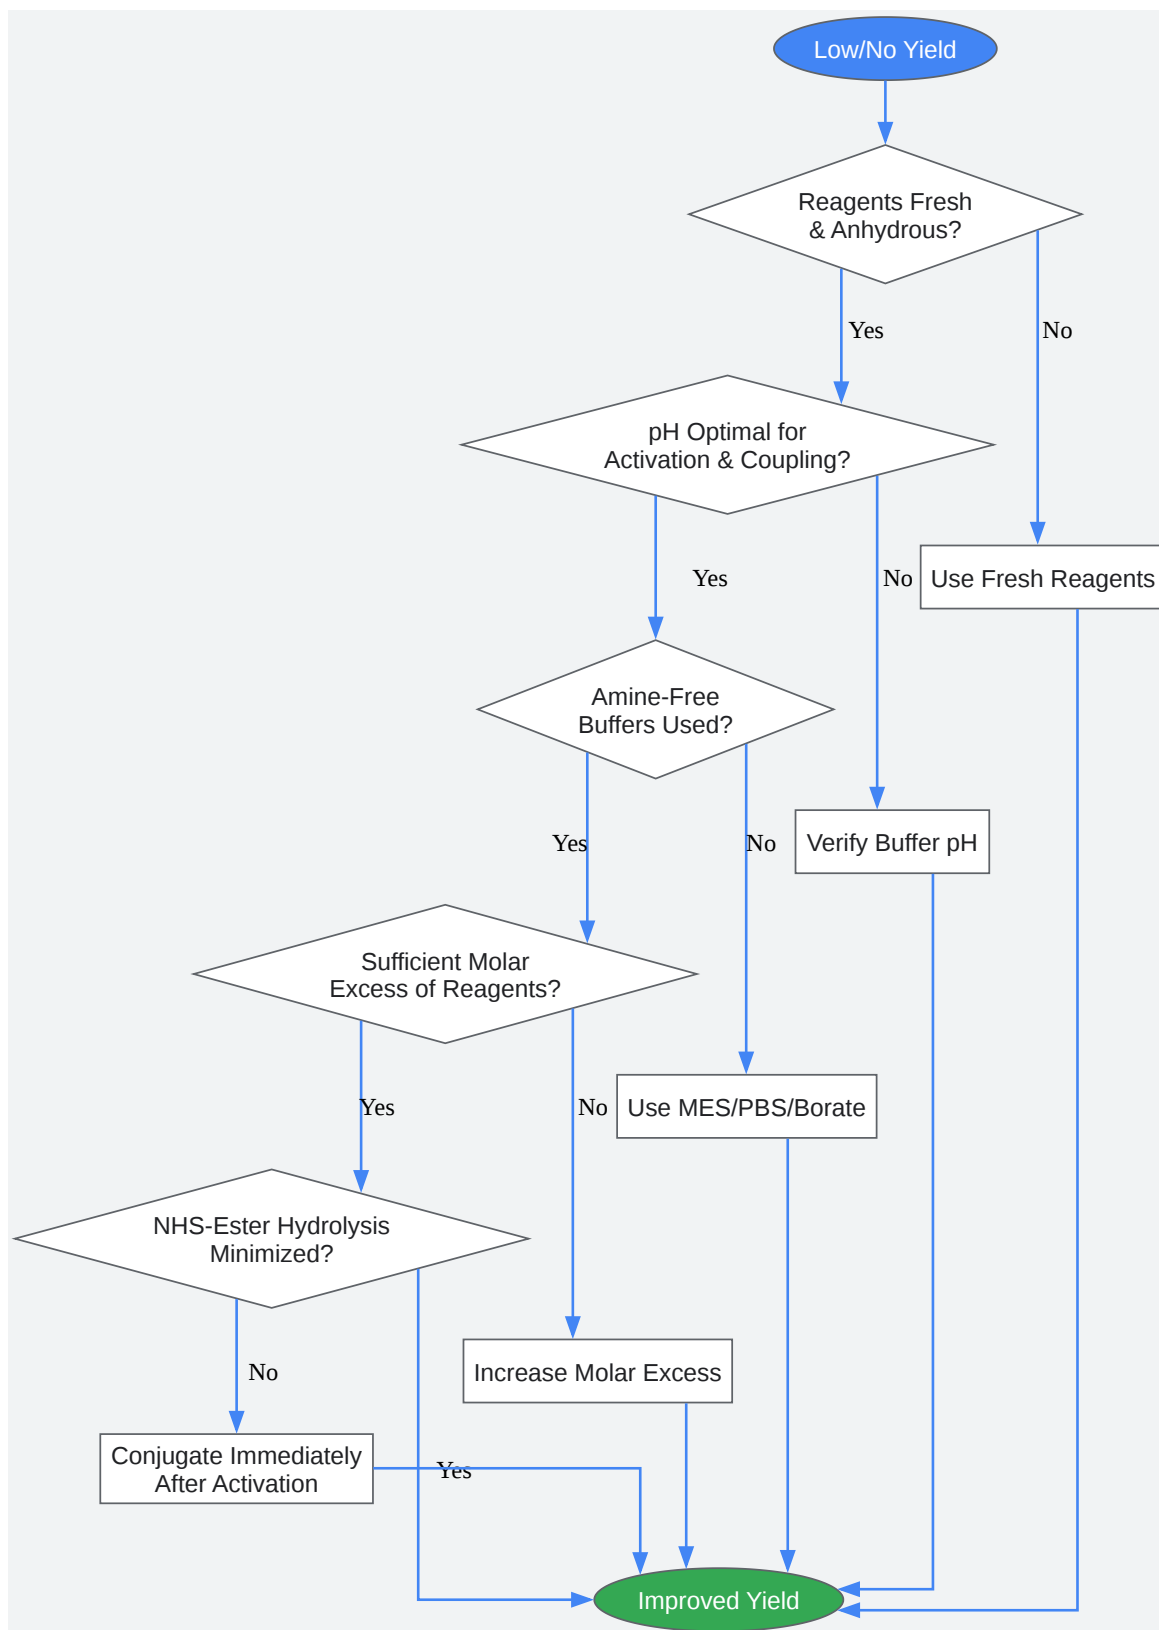 Low/No Yield
Reagents Fresh
& Anhydrous?
Yes
No
pH Optimal for
Activation & Coupling?
Yes
No
Use Fresh Reagents
Amine-Free
Buffers Used?
Yes
No
Verify Buffer pH
Sufficient Molar
Excess of Reagents?
Yes
No
Use MES/PBS/Borate
NHS-Ester Hydrolysis
Minimized?
No
Increase Molar Excess
Conjugate Immediately
After Activation
Yes
Improved Yield